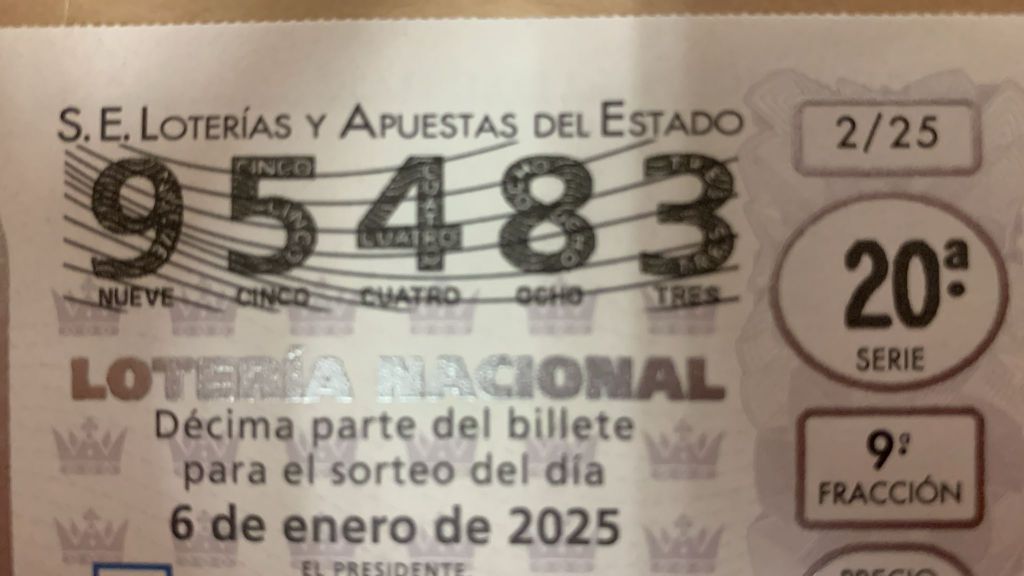 S. E. LOTERÍAS Y APUESTAS DEL ESTADO
2/25
95483
NUEVE CINCO CUATRO OCHO TRES
20ª
SERIE
LOTERÍA NACIONAL
Décima parte del billete
para el sorteo del día
6 de enero de 2025
9ª
FRACCIÓN
EL PRESIDENTE
PRECIO